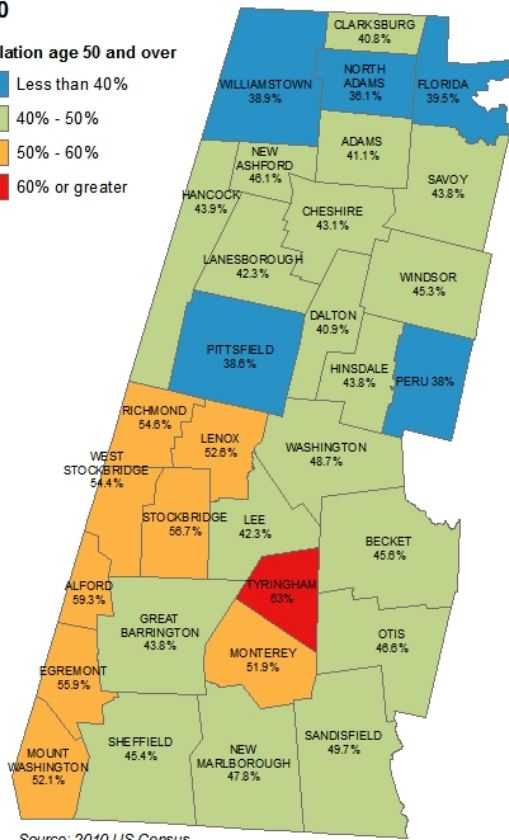 0
lation age 50 and over
Less than 40%
40% - 50%
50% - 60%
60% or greater
CLARKSBURG
40.8%
WILLIAMSTOWN
38.9%
NORTH
ADAMS
36.1%
FLORIDA
39.5%
ADAMS
41.1%
NEW
ASHFORD
46.1%
SAVOY
43.8%
HANCOCK
43.9%
CHESHIRE
43.1%
LANESBOROUGH
42.3%
WINDSOR
45.3%
DALTON
40.9%
PITTSFIELD
38.6%
HINSDALE
43.8%
PERU 38%
RICHMOND
54.6%
LENOX
52.6%
WASHINGTON
48.7%
WEST
STOCKBRIDGE
54.4%
STOCKBRIDGE
56.7%
LEE
42.3%
BECKET
45.6%
ALFORD
59.3%
TYRINGHAM
63%
GREAT
BARRINGTON
43.8%
OTIS
46.6%
MONTEREY
51.9%
EGREMONT
55.9%
MOUNT
WASHINGTON
52.1%
SHEFFIELD
45.4%
NEW
MARLBOROUGH
47.8%
SANDISFIELD
49.7%
Source: 2010 US Census